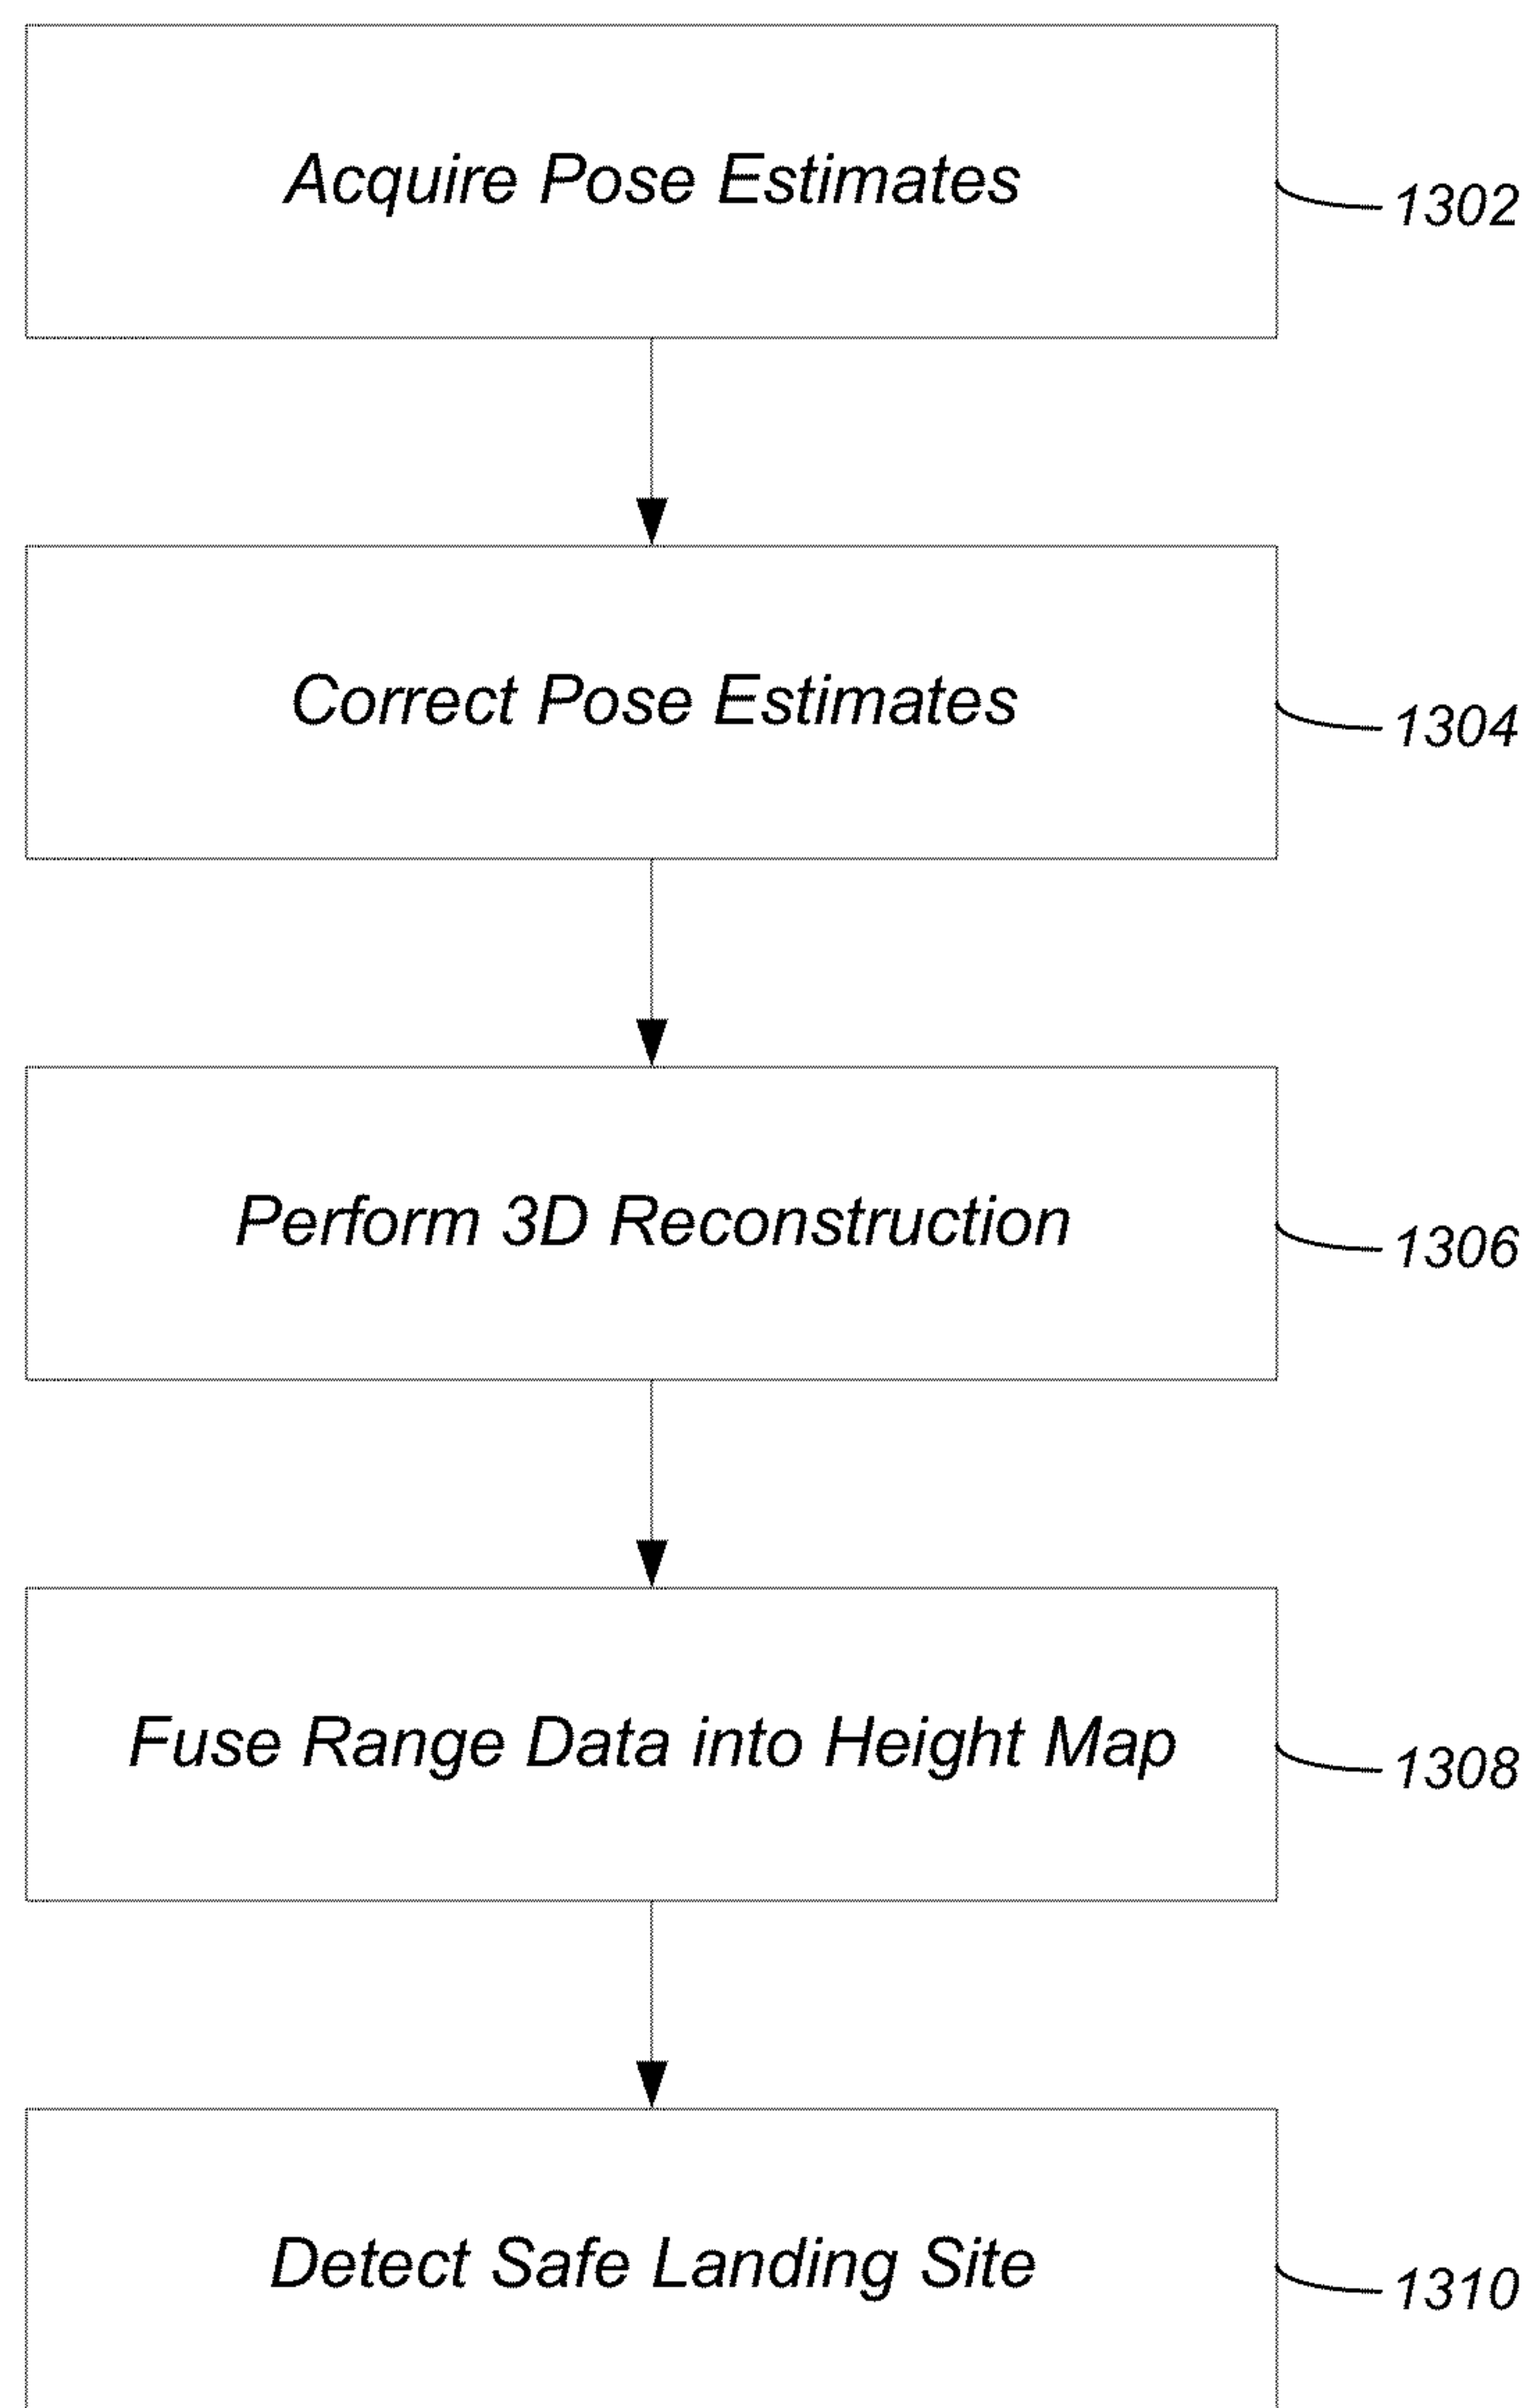 Acquire Pose Estimates
1302
Correct Pose Estimates
1304
Perform 3D Reconstruction
1306
Fuse Range Data into Height Map
1308
Detect Safe Landing Site
1310